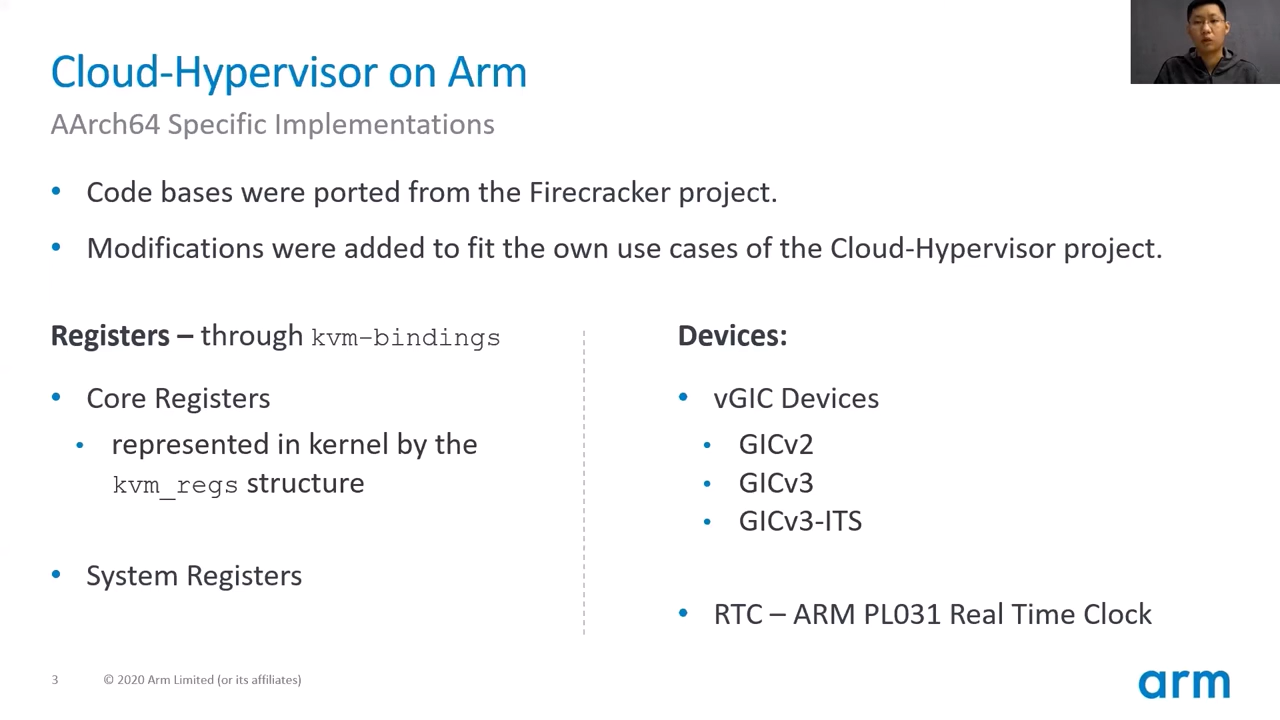 Cloud-Hypervisor on Arm
AArch64 Specific Implementations
• Code bases were ported from the Firecracker project.
• Modifications were added to fit the own use cases of the Cloud-Hypervisor project.
Registers – through kvm-bindings
• Core Registers
• represented in kernel by the
kvm_regs structure
• System Registers
Devices:
• vGIC Devices
• GICv2
• GICv3
• GICv3-ITS
• RTC – ARM PL031 Real Time Clock
3 © 2020 Arm Limited (or its affiliates)
arm